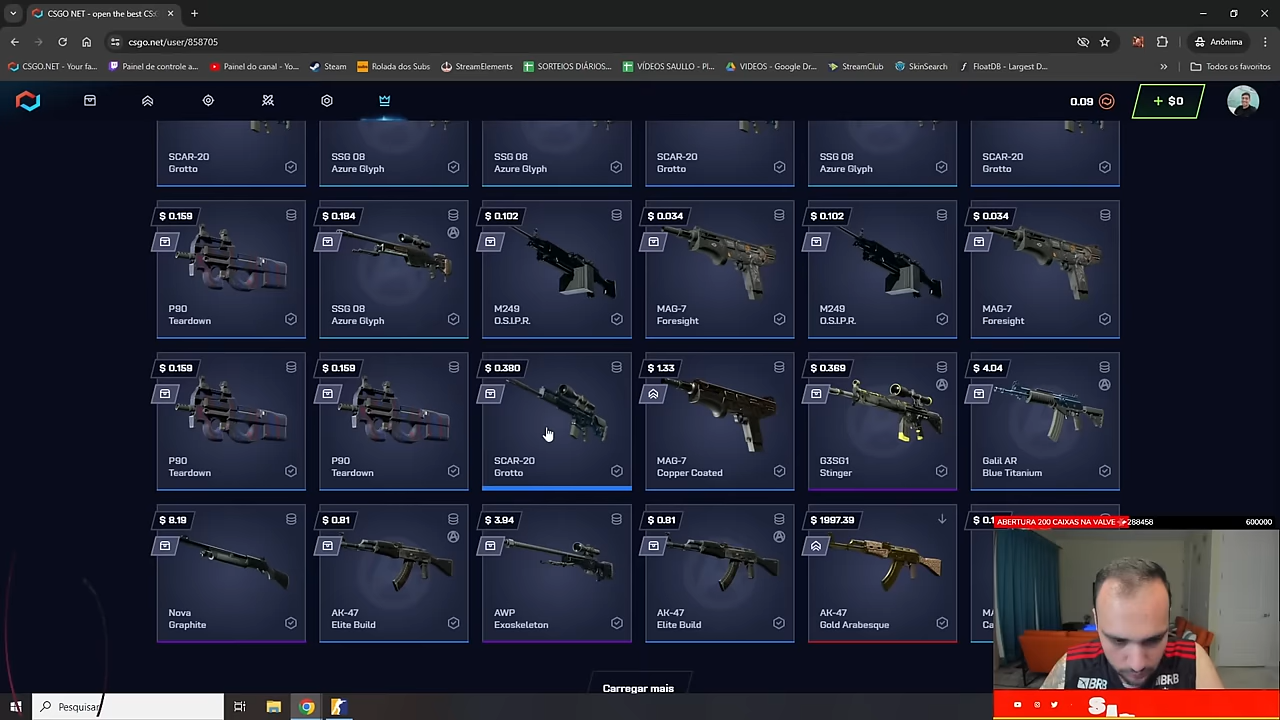 CSGO NET - open the best CS:
csgo.net/user/858705
Anônima
CSGO.NET - Your fa...
Painel de controle a...
Painel do canal - Yo...
Steam
Rolada dos Subs
StreamElements
SORTEIOS DIÁRIOS...
VÍDEOS SAULLO - PL...
VIDEOS - Google Dr...
StreamClub
SkinSearch
FloatDB - Largest D...
Todos os favoritos
0.09
+ $0
SCAR-20
Grotto
SSG 08
Azure Glyph
SSG 08
Azure Glyph
SCAR-20
Grotto
SSG 08
Azure Glyph
SCAR-20
Grotto
$ 0.159
P90
Teardown
$ 0.184
SSG 08
Azure Glyph
$ 0.102
M249
O.S.I.P.R.
$ 0.034
MAG-7
Foresight
$ 0.102
M249
O.S.I.P.R.
$ 0.034
MAG-7
Foresight
$ 0.159
P90
Teardown
$ 0.159
P90
Teardown
$ 0.380
SCAR-20
Grotto
$ 1.33
MAG-7
Copper Coated
$ 0.369
G3SG1
Stinger
$ 4.04
Galil AR
Blue Titanium
$ 8.19
Nova
Graphite
$ 0.81
AK-47
Elite Build
$ 3.94
AWP
Exoskeleton
$ 0.81
AK-47
Elite Build
$ 1997.39
AK-47
Gold Arabesque
$ 0.1
MA
Ca
ABERTURA 200 CAIXAS NA VALVE
288458
600000
BRB
BRB
Carregar mais
Pesquisar